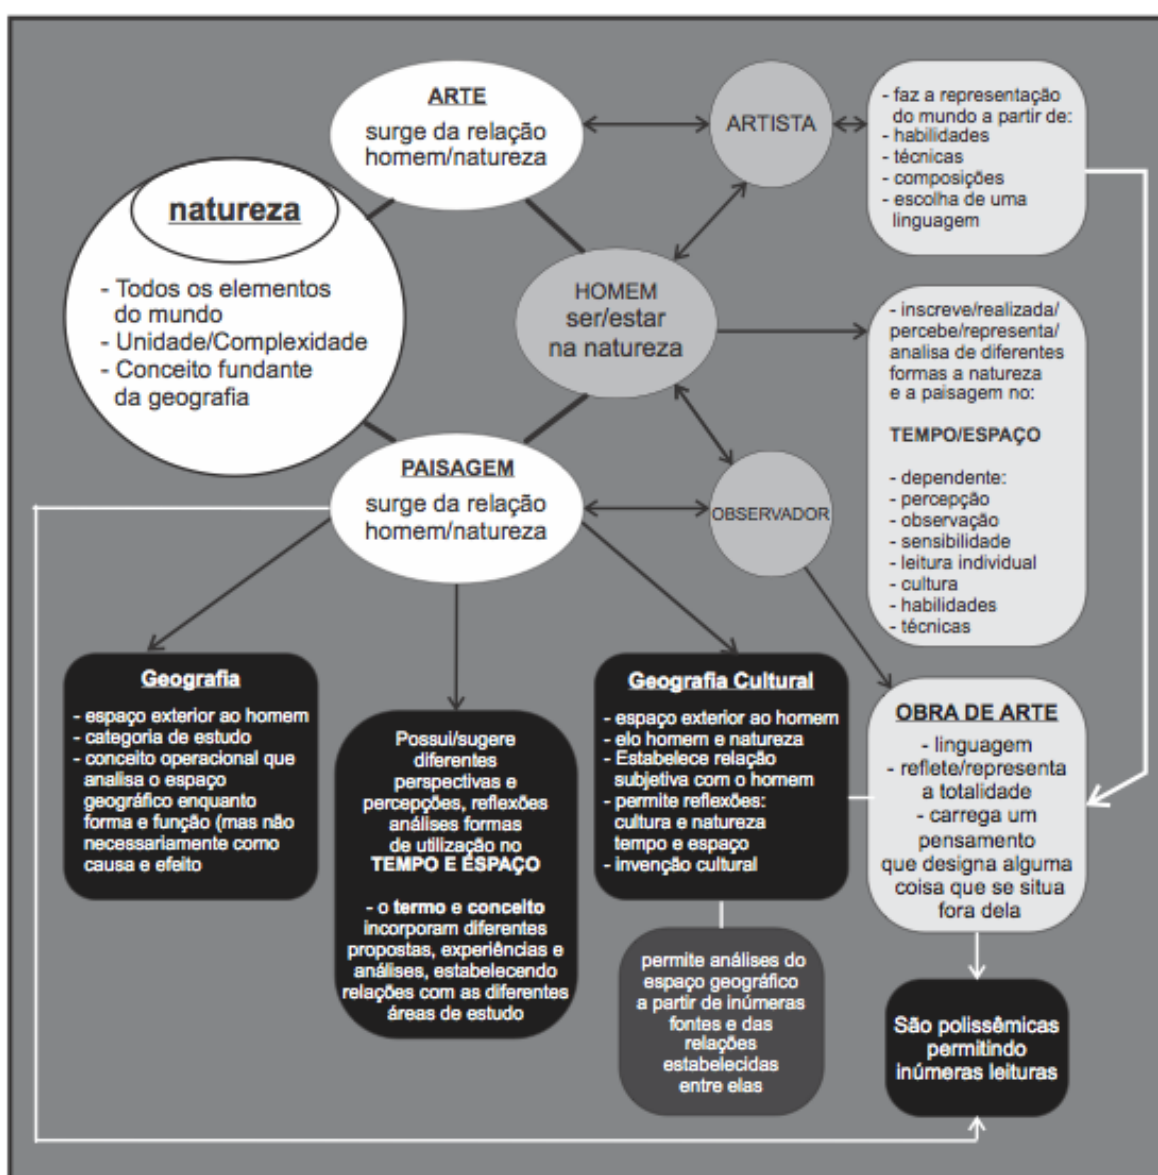 ARTE
surge da relação
homem/natureza
ARTISTA
- faz a representação
do mundo a partir de:
- habilidades
- técnicas
- composições
- escolha de uma
linguagem
natureza
- Todos os elementos
do mundo
- Unidade/Complexidade
- Conceito fundante
da geografia
HOMEM
ser/estar
na natureza
- inscreve/realizada/
percebe/representa/
analisa de diferentes
formas a natureza
e a paisagem no:
TEMPO/ESPAÇO
- dependente:
- percepção
- observação
- sensibilidade
- leitura individual
- cultura
- habilidades
- técnicas
PAISAGEM
surge da relação
homem/natureza
OBSERVADOR
Geografia
- espaço exterior ao homem
- categoria de estudo
- conceito operacional que
analisa o espaço
geográfico enquanto
forma e função (mas não
necessariamente como
causa e efeito
Possui/sugere
diferentes
perspectivas e
percepções, reflexões
análises formas
de utilização no
TEMPO E ESPAÇO
- o termo e conceito
incorporam diferentes
propostas, experiências e
análises, estabelecendo
relações com as diferentes
áreas de estudo
Geografia Cultural
- espaço exterior ao homem
- elo homem e natureza
- Estabelece relação
subjetiva com o homem
- permite reflexões:
cultura e natureza
tempo e espaço
- invenção cultural
permite análises do
espaço geográfico
a partir de inúmeras
fontes e das
relações
estabelecidas
entre elas
OBRA DE ARTE
- linguagem
- reflete/representa
a totalidade
- carrega um
pensamento
que designa alguma
coisa que se situa
fora dela
São polissêmicas
permitindo
inúmeras leituras